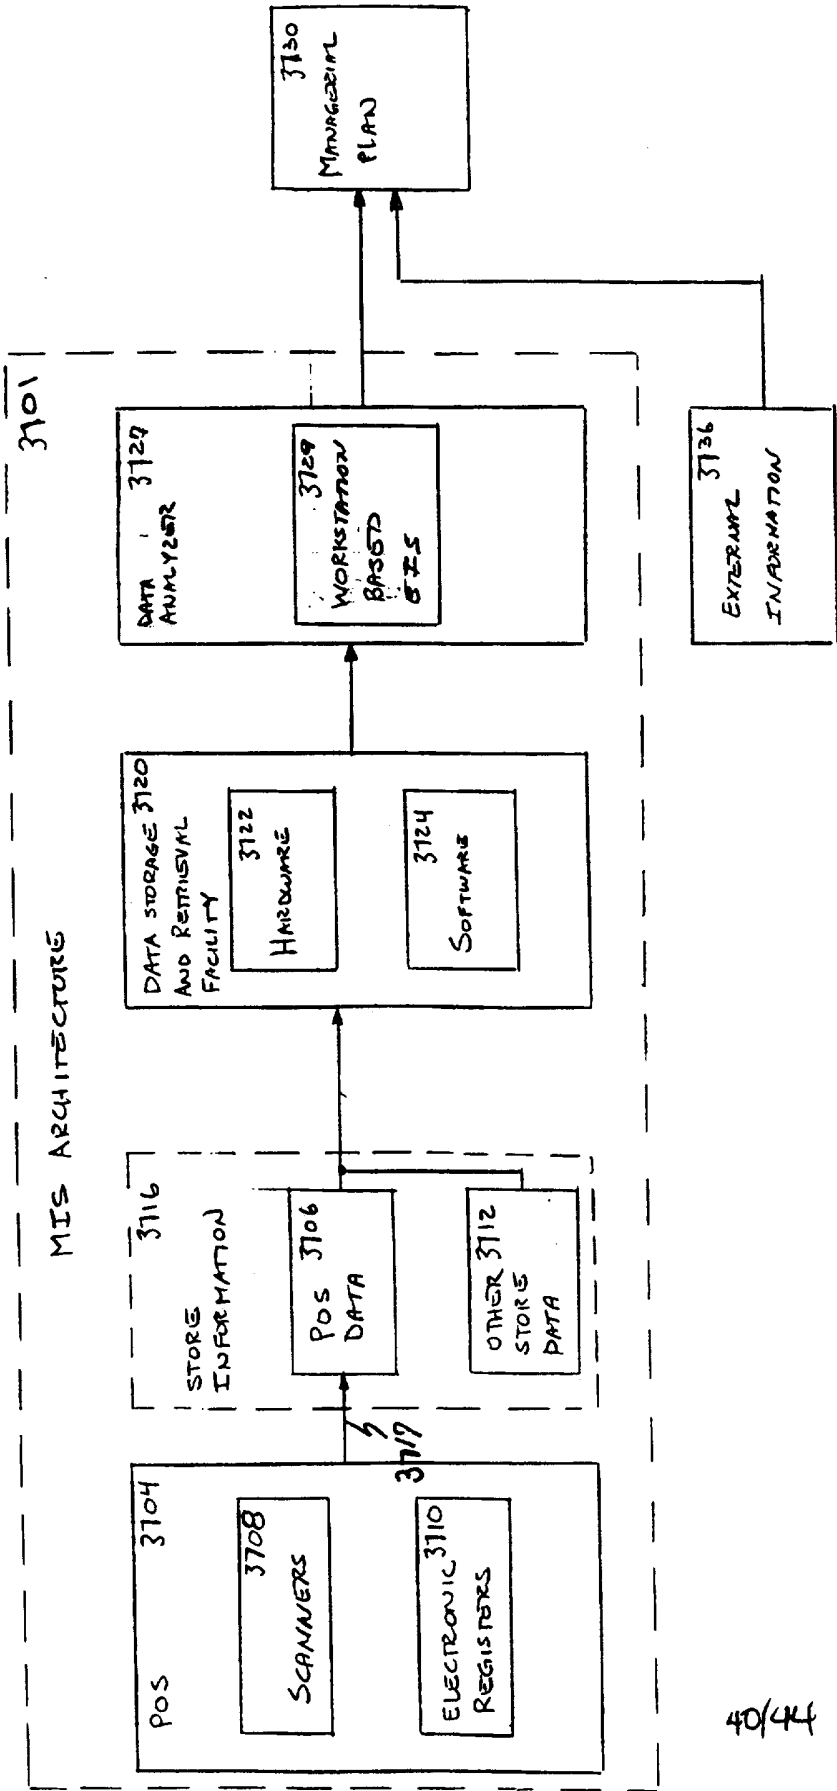 MIS ARCHITECTURE
3701
POS 3704
3708
SCANNERS
ELECTRONIC 3710
REGISTERS
3717
STORE 3716
INFORMATION
POS 3706
DATA
OTHER 3712
STORE
DATA
DATA STORAGE 3720
AND RETRIEVAL
FACILITY
3722
HARDWARE
3724
SOFTWARE
DATA 3727
ANALYZER
3729
WORKSTATION
BASED
EIS
3730
MANAGERIAL
PLAN
3736
EXTERNAL
INFORMATION
40/44